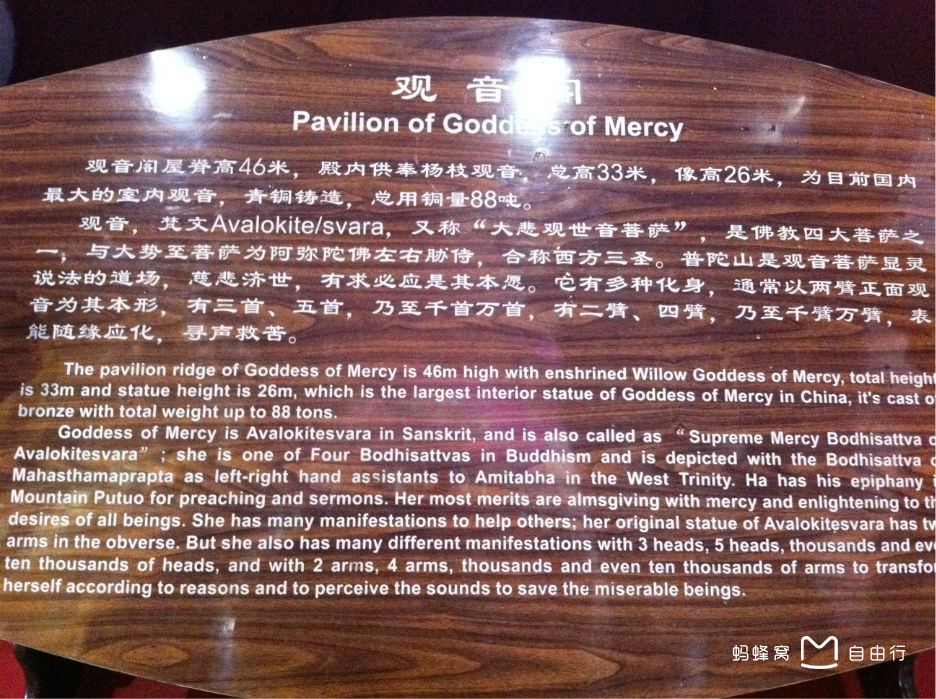 观音阁
Pavilion of Goddess of Mercy
观音阁屋脊高46米，殿内供奉杨枝观音，总高33米，像高26米，为目前国内
最大的室内观音，青铜铸造，总用铜量88吨。
观音，梵文Avalokite/svara，又称“大悲观世音菩萨”，是佛教四大菩萨之
一，与大势至菩萨为阿弥陀佛左右胁侍，合称西方三圣。普陀山是观音菩萨显灵
说法的道场，慈悲济世，有求必应是其本愿。它有多种化身，通常以两臂正面观
音为其本形，有三首、五首，乃至千首万首，有二臂、四臂，乃至千臂万臂，表
能随缘应化，寻声救苦。
The pavilion ridge of Goddess of Mercy is 46m high with enshrined Willow Goddess of Mercy, total height
is 33m and statue height is 26m, which is the largest interior statue of Goddess of Mercy in China, it's cast of
bronze with total weight up to 88 tons.
Goddess of Mercy is Avalokitesvara in Sanskrit, and is also called as “Supreme Mercy Bodhisattva
Avalokitesvara”; she is one of Four Bodhisattvas in Buddhism and is depicted with the Bodhisattva
Mahasthamaprapta as left-right hand assistants to Amitabha in the West Trinity. Ha has his epiphany
Mountain Putuo for preaching and sermons. Her most merits are almsgiving with mercy and enlightening to
desires of all beings. She has many manifestations to help others; her original statue of Avalokitesvara has
arms in the obverse. But she also has many different manifestations with 3 heads, 5 heads, thousands and
ten thousands of heads, and with 2 arms, 4 arms, thousands and even ten thousands of arms to
herself according to reasons and to perceive the sounds to save the miserable beings.
蚂蜂窝 自由行